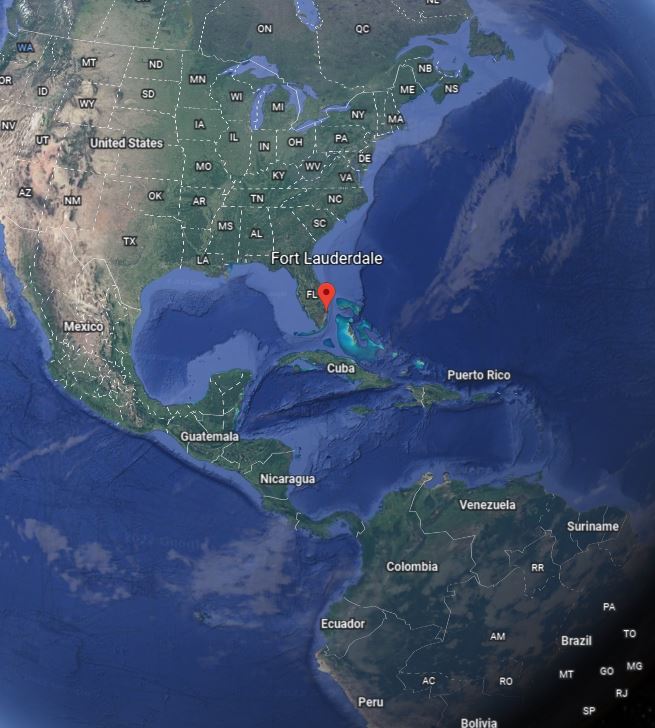 NL
ON
QC
WA
MT
ND
MN
NB
OR
ID
SD
WI
MI
ME
NS
WY
NY
MA
NV
IA
UT
United States
IL
IN
OH
PA
DE
MO
KY
WV
VA
AZ
NM
OK
AR
TN
NC
MS
AL
SC
TX
LA
Fort Lauderdale
FL
Mexico
Cuba
Puerto Rico
Guatemala
Nicaragua
Venezuela
Suriname
Colombia
RR
PA
Ecuador
AM
Brazil
TO
AC
RO
MT
GO
MG
RJ
Peru
SP
Bolivia